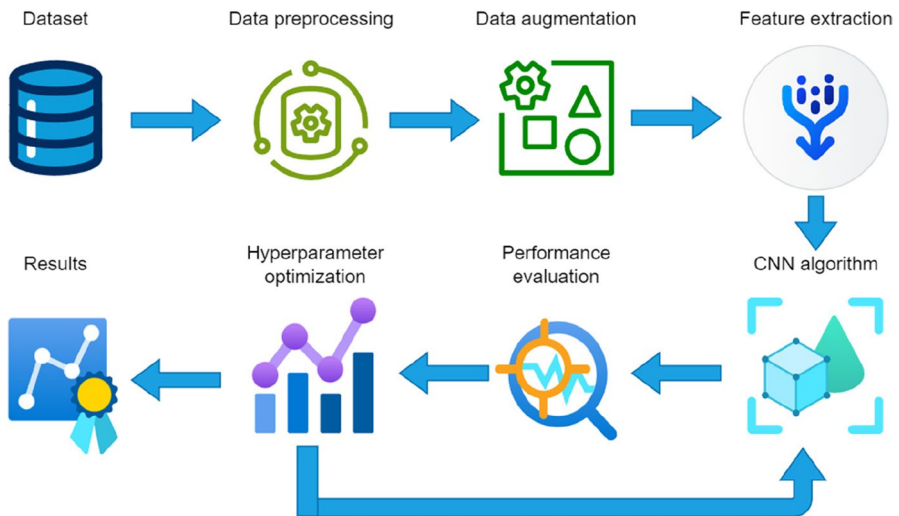 Dataset
Data preprocessing
Data augmentation
Feature extraction
Results
Hyperparameter
optimization
Performance
evaluation
CNN algorithm